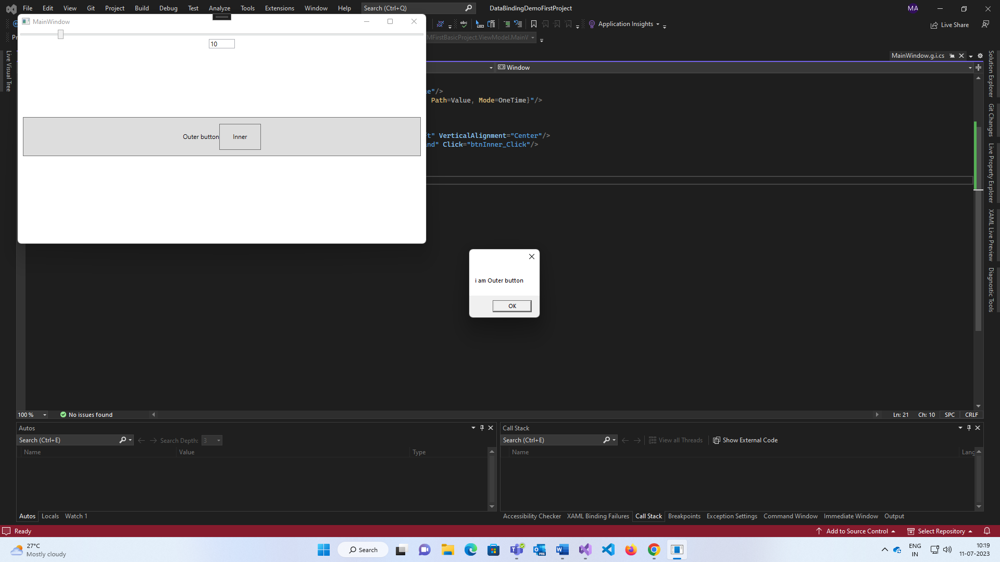 File Edit View Git Project Build Debug Test Analyze Tools Extensions Window Help Search (Ctrl+Q) DataBindingDemoFirstProject MA
MainWindow
Application Insights
Live Share
10
MFirstBasicProject.ViewModel.MainV
MainWindow.g.i.cs
Window
Live Visual Tree
Solution Explorer
Git Changes
Live Property Explorer
XAML Live Preview
Diagnostic Tools
le"/>
Path=Value, Mode=OneTime}"/>
Outer button Inner
ft" VerticalAlignment="Center"/>
and" Click="btnInner_Click"/>
i am Outer button
OK
100 % No issues found Ln: 21 Ch: 10 SPC CRLF
Autos
Search (Ctrl+E) Search Depth: 3
Name Value Type
Autos Locals Watch 1
Call Stack
Search (Ctrl+E) View all Threads Show External Code
Name Lang
Accessibility Checker XAML Binding Failures Call Stack Breakpoints Exception Settings Command Window Immediate Window Output
Ready Add to Source Control Select Repository
27°C
Mostly cloudy
Search
ENG
IN
10:19
11-07-2023